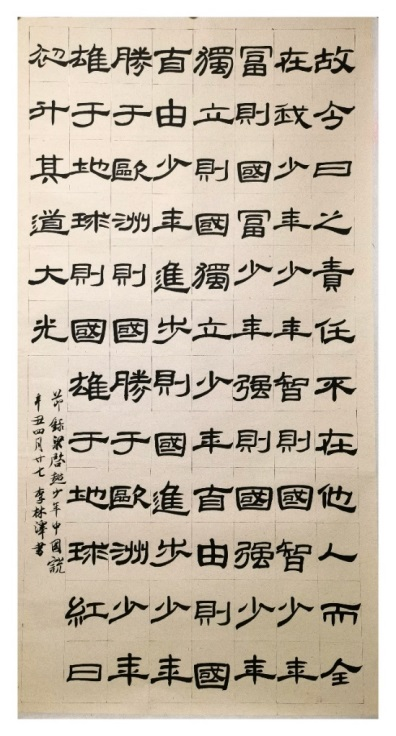 故今日之責任不在他人而全
在我少年少年智則國智少年
冨則國冨少年强則國强少年
獨立則國獨立少年自由則國
自由少年進步則國進步少年
勝于歐洲則國勝于歐洲少年
雄于地球則國雄于地球紅日
初升其道大光
節錄梁啓超少年中國說
辛丑四月廿七李林澤書